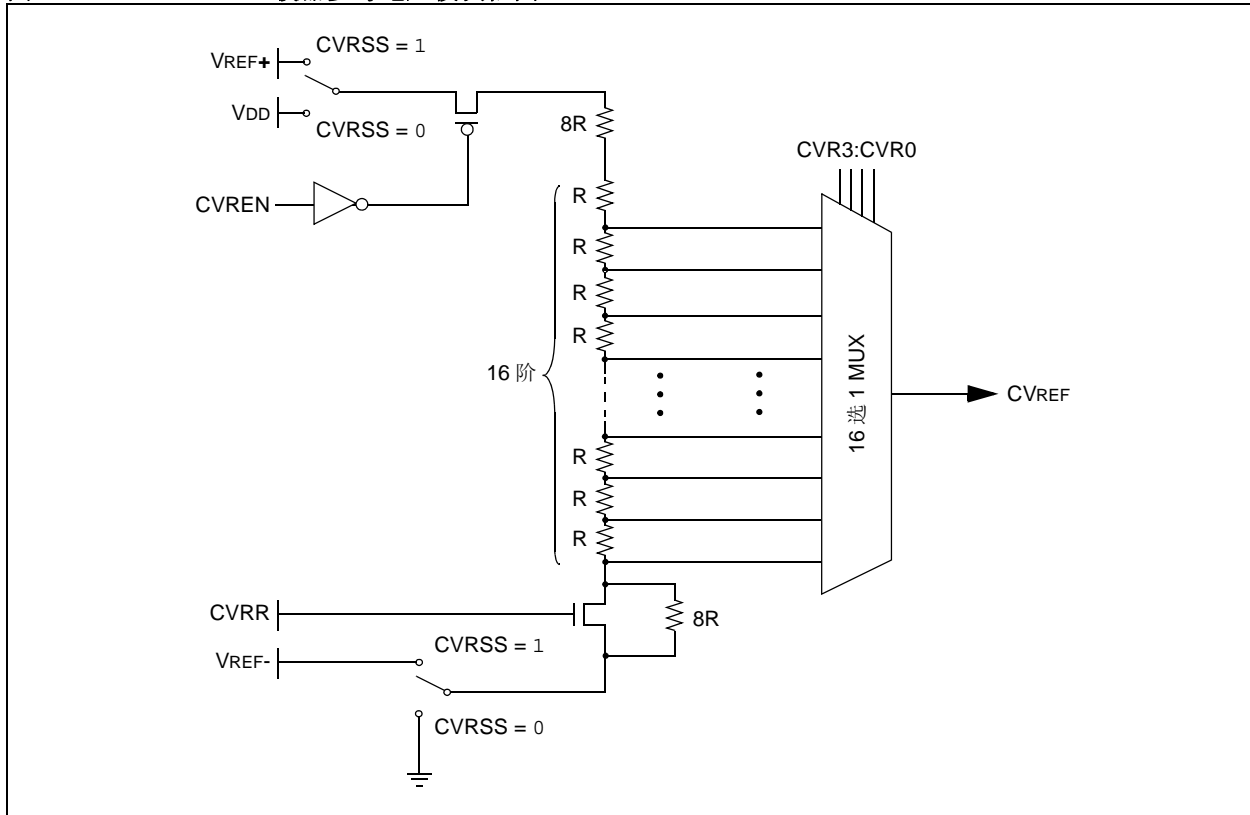 CVRSS = 1
VREF+
VDD
CVRSS = 0
8R
CVR3:CVR0
CVREN
R
R
R
R
16 阶
16 选 1 MUX
CVREF
R
R
R
CVRR
8R
CVRSS = 1
VREF-
CVRSS = 0